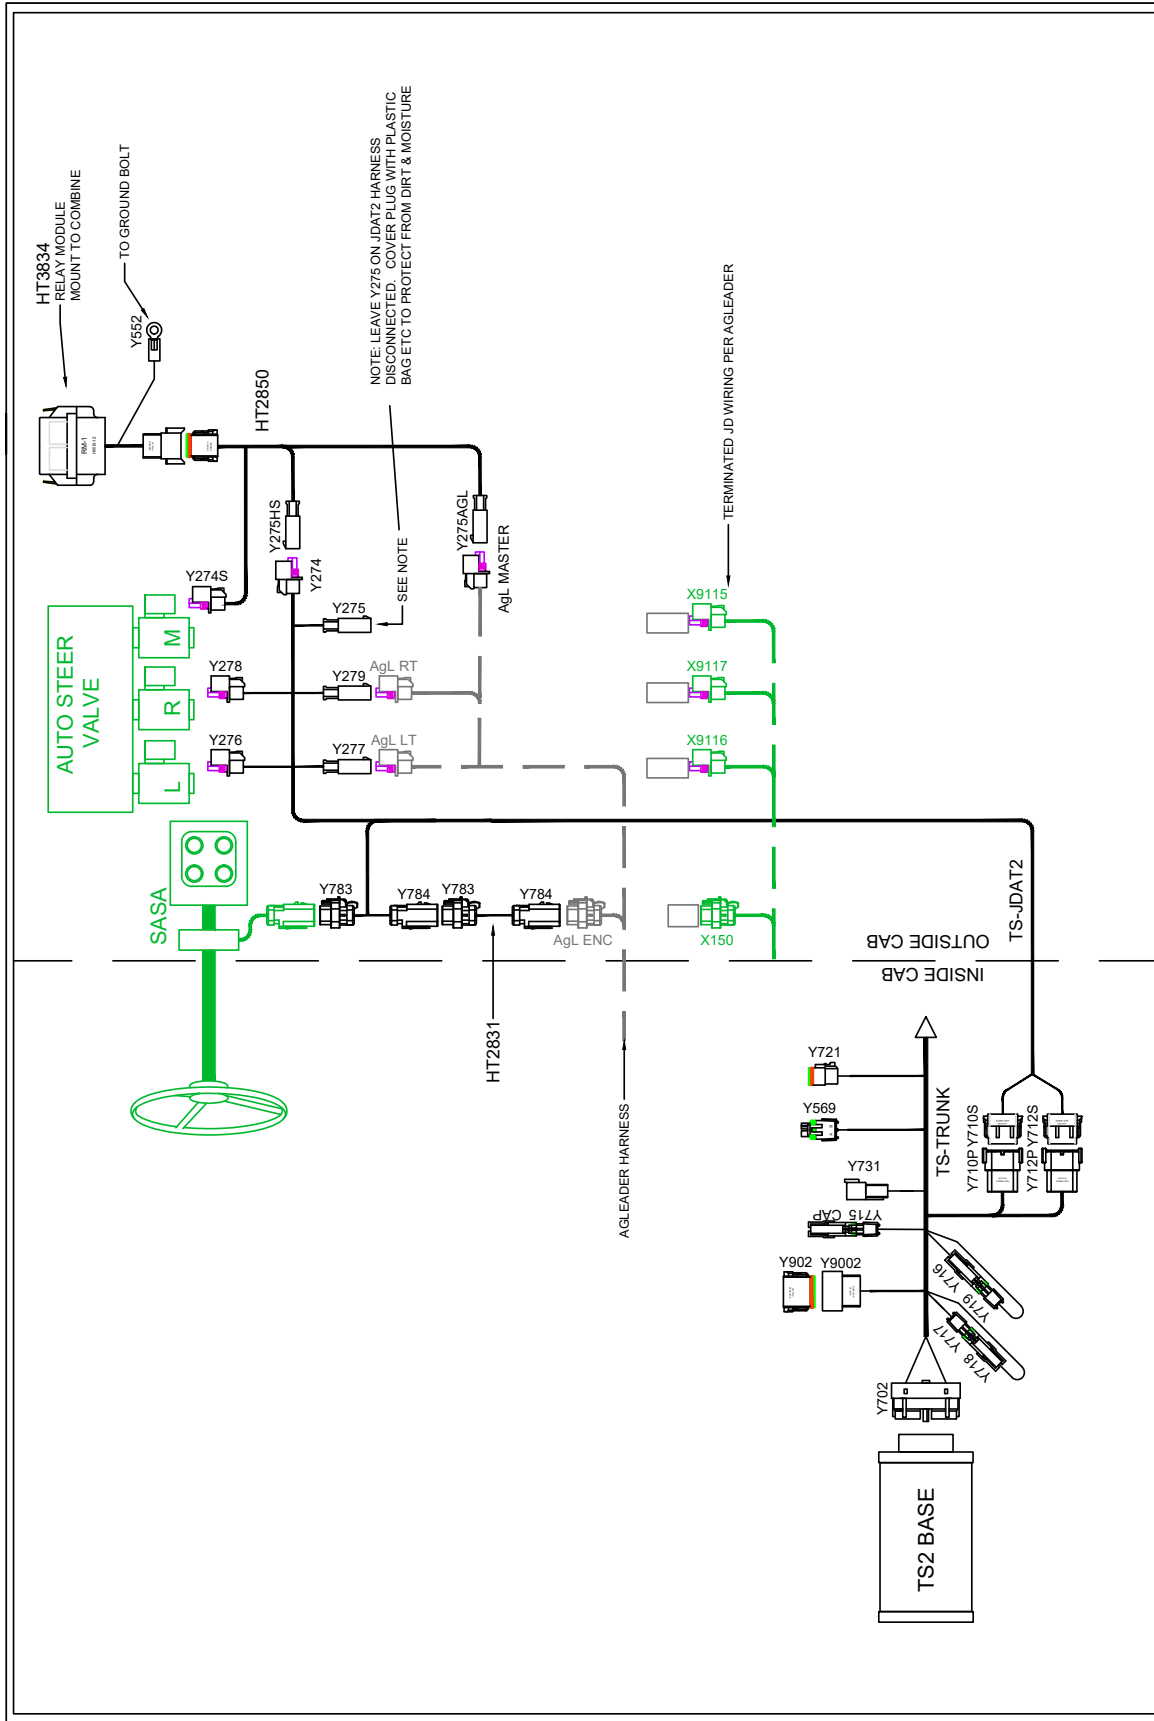 HT3834
RELAY MODULE
MOUNT TO COMBINE
TO GROUND BOLT
Y552
RM-1
HT2850
NOTE: LEAVE Y275 ON JDAT2 HARNESS
DISCONNECTED. COVER PLUG WITH PLASTIC
BAG ETC TO PROTECT FROM DIRT & MOISTURE
SEE NOTE
TERMINATED JD WIRING PER AGLEADER
AUTO STEER
VALVE
L
R
M
Y274S
Y275HS
Y274
Y275AGL
AgL MASTER
Y275
Y278
Y279
AgL RT
Y276
Y277
AgL LT
X9115
X9117
X9116
X150
SASA
Y783
Y784
Y783
Y784
AgL ENC
HT2831
AGLEADER HARNESS
OUTSIDE CAB
INSIDE CAB
TS-JDAT2
TS-TRUNK
Y721
Y569
Y731
Y715 CAP
Y902
Y9002
Y710P
Y710S
Y712P
Y712S
Y719
Y716
Y718
Y717
Y702
TS2 BASE